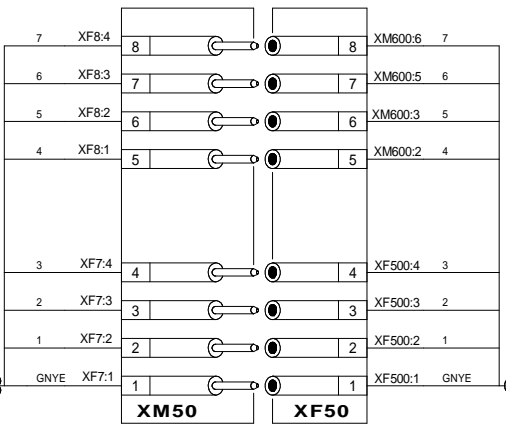 7 XF8:4 8 8 XM600:6 7
6 XF8:3 7 7 XM600:5 6
5 XF8:2 6 6 XM600:3 5
4 XF8:1 5 5 XM600:2 4
3 XF7:4 4 4 XF500:4 3
2 XF7:3 3 3 XF500:3 2
1 XF7:2 2 2 XF500:2 1
GNYE XF7:1 1 1 XF500:1 GNYE
XM50 XF50